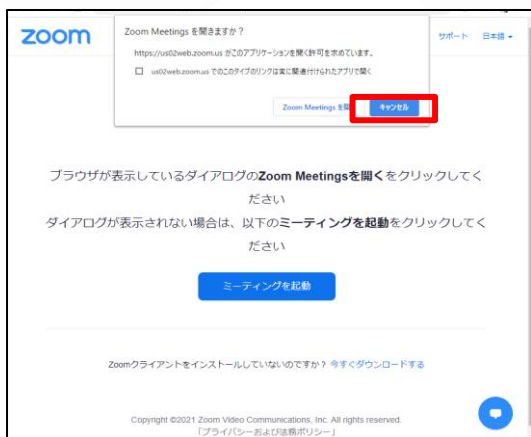 zoom
Zoom Meetings を開きますか？
https://us02web.zoom.us がこのアプリケーションを開く許可を求めています。
us02web.zoom.us でのこのタイプのリンクは常に関連付けられたアプリで開く
Zoom Meetings を開
キャンセル
サポート 日本語
ブラウザが表示しているダイアログのZoom Meetingsを開くをクリックしてく
ださい
ダイアログが表示されない場合は、以下のミーティングを起動をクリックしてく
ださい
ミーティングを起動
Zoomクライアントをインストールしていないのですか？ 今すぐダウンロードする
Copyright ©2021 Zoom Video Communications, Inc. All rights reserved.
「プライバシーおよび法務ポリシー」